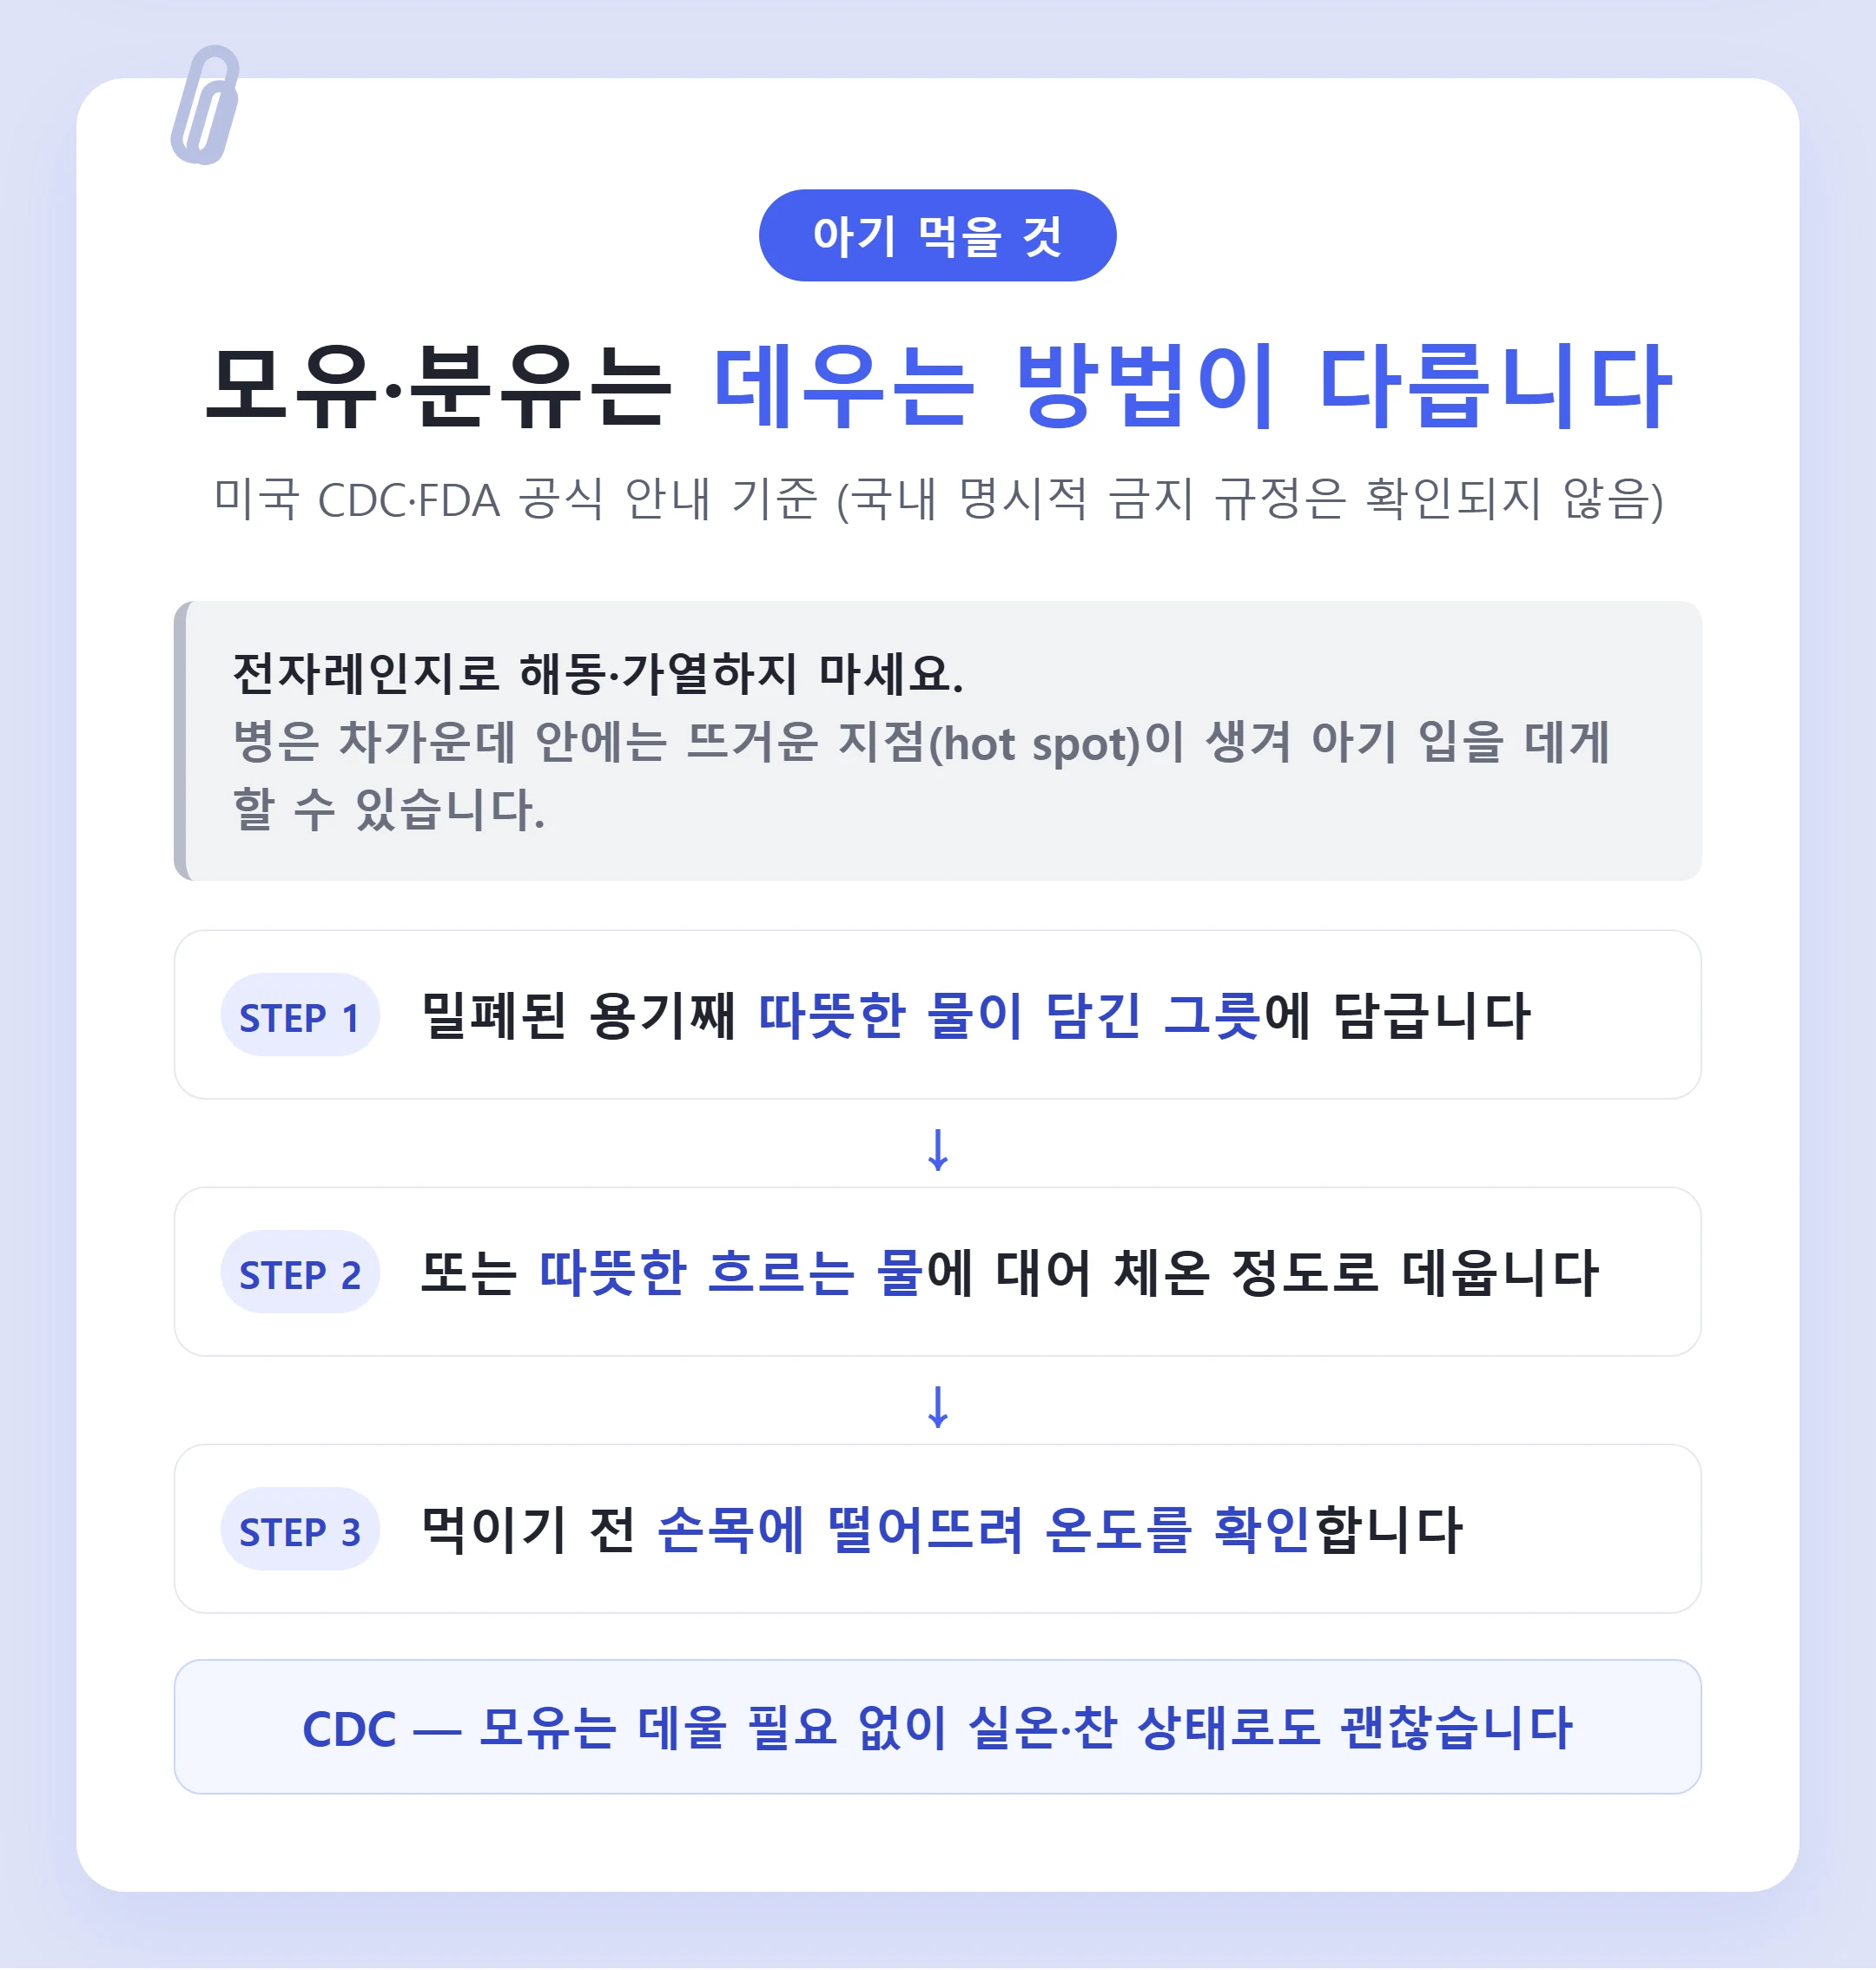 아기 먹을 것
모유·분유는 데우는 방법이 다릅니다
미국 CDC·FDA 공식 안내 기준 (국내 명시적 금지 규정은 확인되지 않음)
전자레인지로 해동·가열하지 마세요.
병은 차가운데 안에는 뜨거운 지점(hot spot)이 생겨 아기 입을 데게
할 수 있습니다.
STEP 1 밀폐된 용기째 따뜻한 물이 담긴 그릇에 담급니다
↓
STEP 2 또는 따뜻한 흐르는 물에 대어 체온 정도로 데웁니다
↓
STEP 3 먹이기 전 손목에 떨어뜨려 온도를 확인합니다
CDC — 모유는 데울 필요 없이 실온·찬 상태로도 괜찮습니다